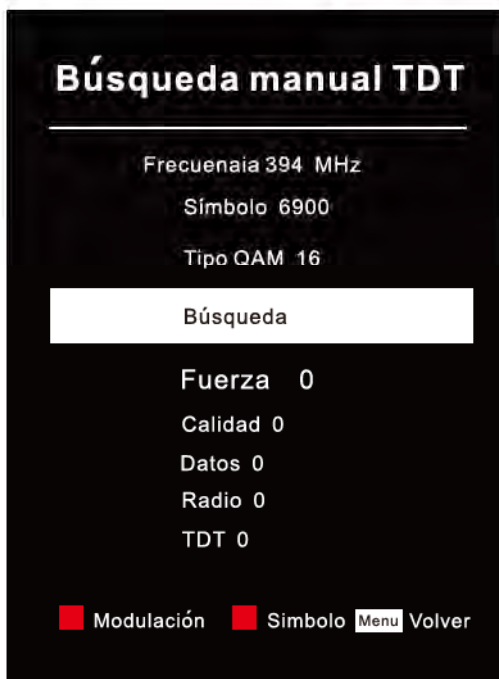 Búsqueda manual TDT
Frecuenaia 394 MHz
Símbolo 6900
Tipo QAM 16
Búsqueda
Fuerza 0
Calidad 0
Datos 0
Radio 0
TDT 0
Modulación Simbolo Menu Volver